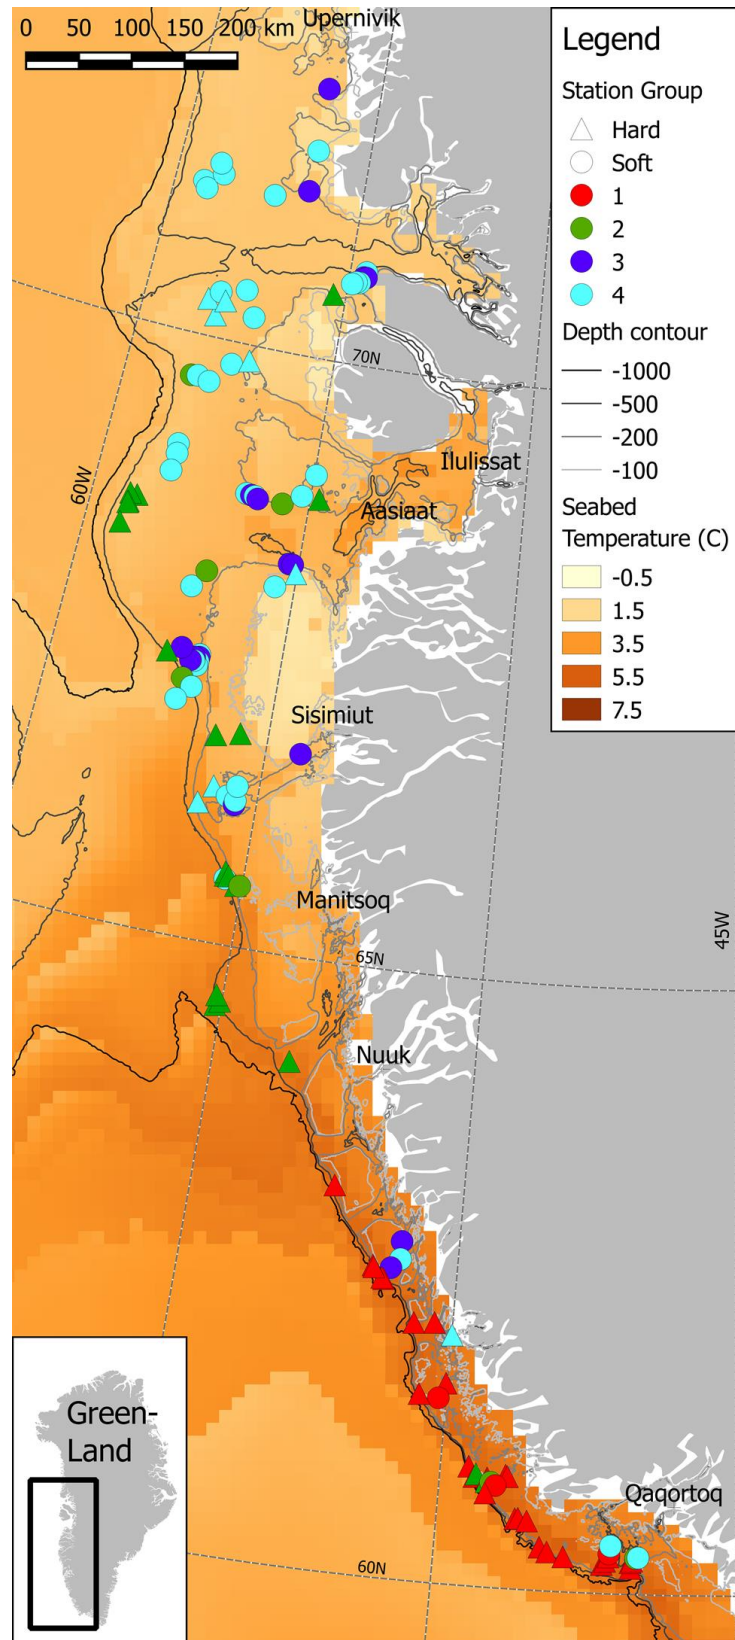 Upernivik
0 50 100 150 200 km
Legend
Station Group
Hard
Soft
1
2
3
4
Depth contour
-1000
-500
-200
-100
Seabed
Temperature (C)
-0.5
1.5
3.5
5.5
7.5
70N
60W
Ilulissat
Aasiaat
Sisimiut
Manitsoq
45W
65N
Nuuk
Green-
Land
Qaqortoq
60N